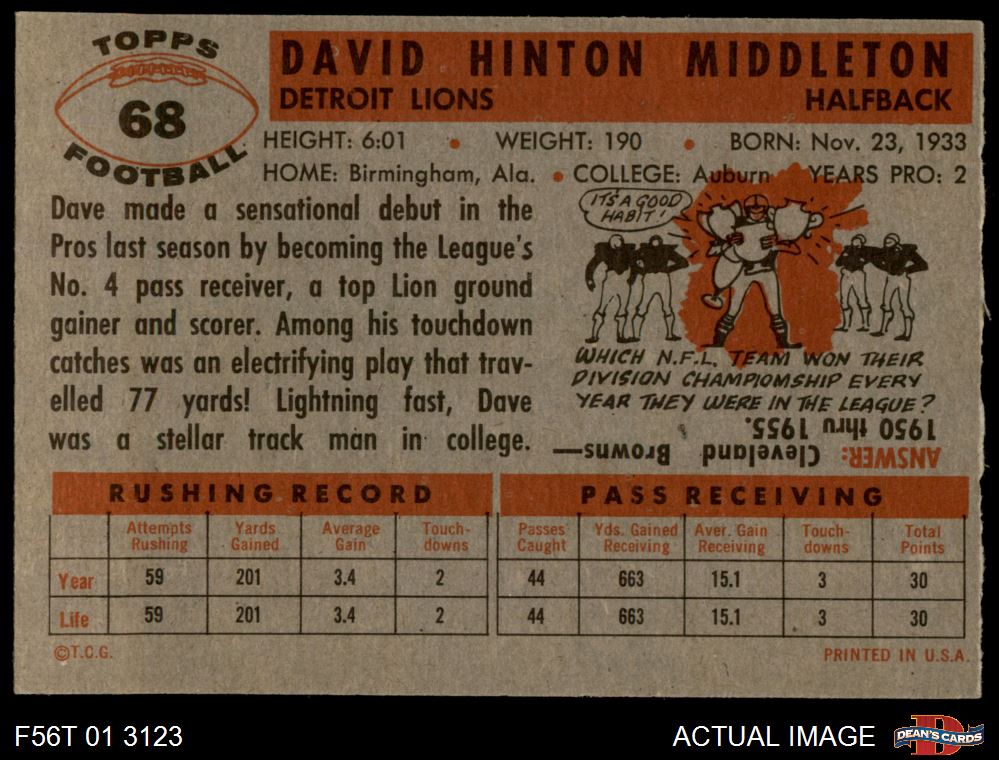 TOPPS
68
FOOTBALL
DAVID HINTON MIDDLETON
DETROIT LIONS HALFBACK
HEIGHT: 6:01 • WEIGHT: 190 • BORN: Nov. 23, 1933
HOME: Birmingham, Ala. • COLLEGE: Auburn YEARS PRO: 2
Dave made a sensational debut in the
Pros last season by becoming the League's
No. 4 pass receiver, a top Lion ground
gainer and scorer. Among his touchdown
catches was an electrifying play that trav-
elled 77 yards! Lightning fast, Dave
was a stellar track man in college.
IT'S A GOOD
HABIT!
WHICH N.F.L. TEAM WON THEIR
DIVISION CHAMPIOMSHIP EVERY
YEAR THEY WERE IN THE LEAGUE?
ANSWER: Cleveland Browns—
1950 thru 1955.
RUSHING RECORD PASS RECEIVING
Attempts Rushing Yards Gained Average Gain Touch-downs Passes Caught Yds. Gained Receiving Aver. Gain Receiving Touch-downs Total Points
Year 59 201 3.4 2 44 663 15.1 3 30
Life 59 201 3.4 2 44 663 15.1 3 30
©T.C.G. PRINTED IN U.S.A.
F56T 01 3123 ACTUAL IMAGE DEAN'S CARDS